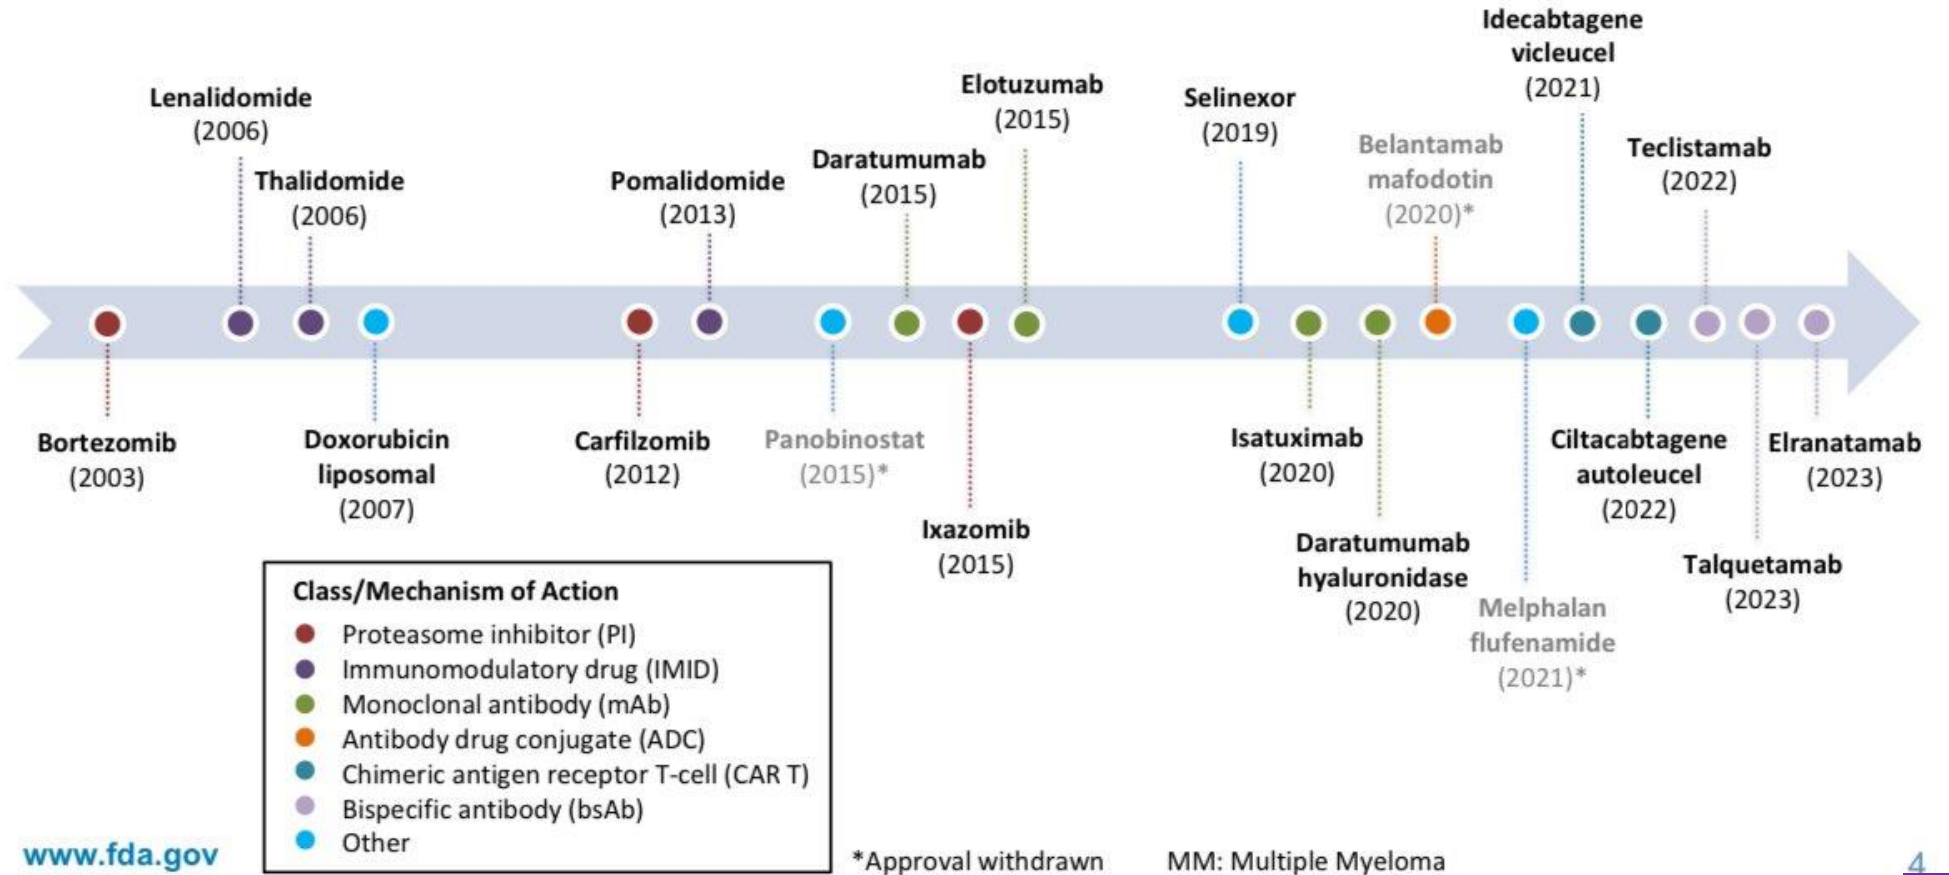 Lenalidomide
(2006)
Thalidomide
(2006)
Pomalidomide
(2013)
Daratumumab
(2015)
Elotuzumab
(2015)
Selinexor
(2019)
Belantamab
mafodotin
(2020)*
Idecabtagene
vicleucel
(2021)
Teclistamab
(2022)
Bortezomib
(2003)
Doxorubicin
liposomal
(2007)
Carfilzomib
(2012)
Panobinostat
(2015)*
Ixazomib
(2015)
Isatuximab
(2020)
Daratumumab
hyaluronidase
(2020)
Melphalan
flufenamide
(2021)*
Ciltacabtagene
autoleucel
(2022)
Talquetamab
(2023)
Elranatamab
(2023)
Class/Mechanism of Action
Proteasome inhibitor (PI)
Immunomodulatory drug (IMID)
Monoclonal antibody (mAb)
Antibody drug conjugate (ADC)
Chimeric antigen receptor T-cell (CAR T)
Bispecific antibody (bsAb)
Other
www.fda.gov
*Approval withdrawn
MM: Multiple Myeloma
4